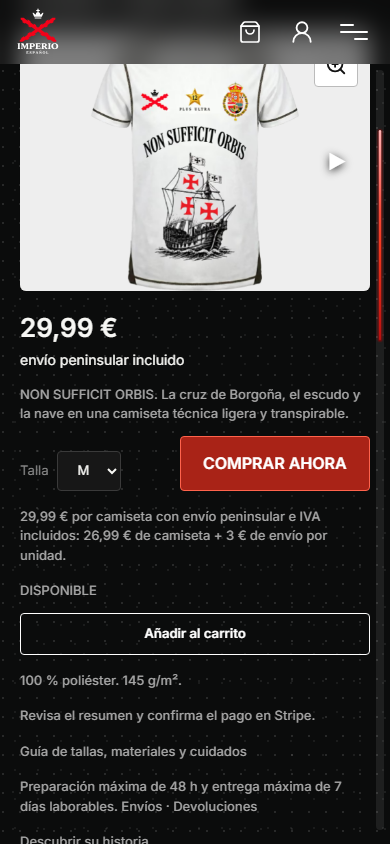 IMPERIO
ESPAÑOL
PLUS ULTRA
NON SUFFICIT ORBIS
29,99 €
envío peninsular incluido
NON SUFFICIT ORBIS. La cruz de Borgoña, el escudo y
la nave en una camiseta técnica ligera y transpirable.
Talla
M
COMPRAR AHORA
29,99 € por camiseta con envío peninsular e IVA
incluidos: 26,99 € de camiseta + 3 € de envío por
unidad.
DISPONIBLE
Añadir al carrito
100 % poliéster. 145 g/m².
Revisa el resumen y confirma el pago en Stripe.
Guía de tallas, materiales y cuidados
Preparación máxima de 48 h y entrega máxima de 7
días laborables. Envíos · Devoluciones
Descubrir su historia